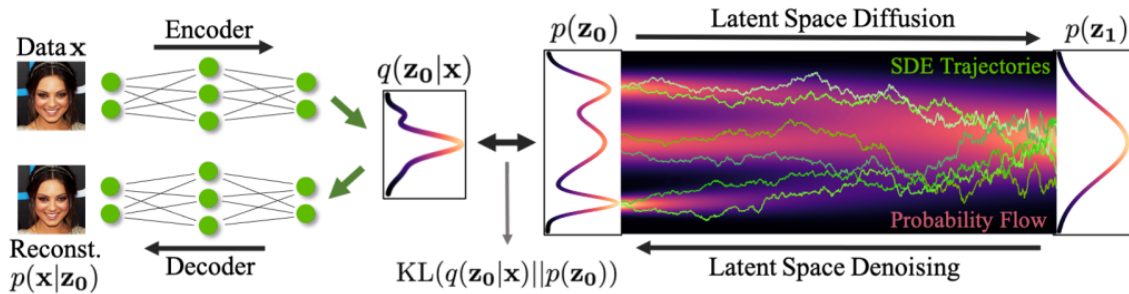 Data x
Encoder
q(z₀|x)
p(z₀)
Latent Space Diffusion
p(z₁)
SDE Trajectories
Probability Flow
Reconst.
p(x|z₀)
Decoder
KL(q(z₀|x)||p(z₀))
Latent Space Denoising